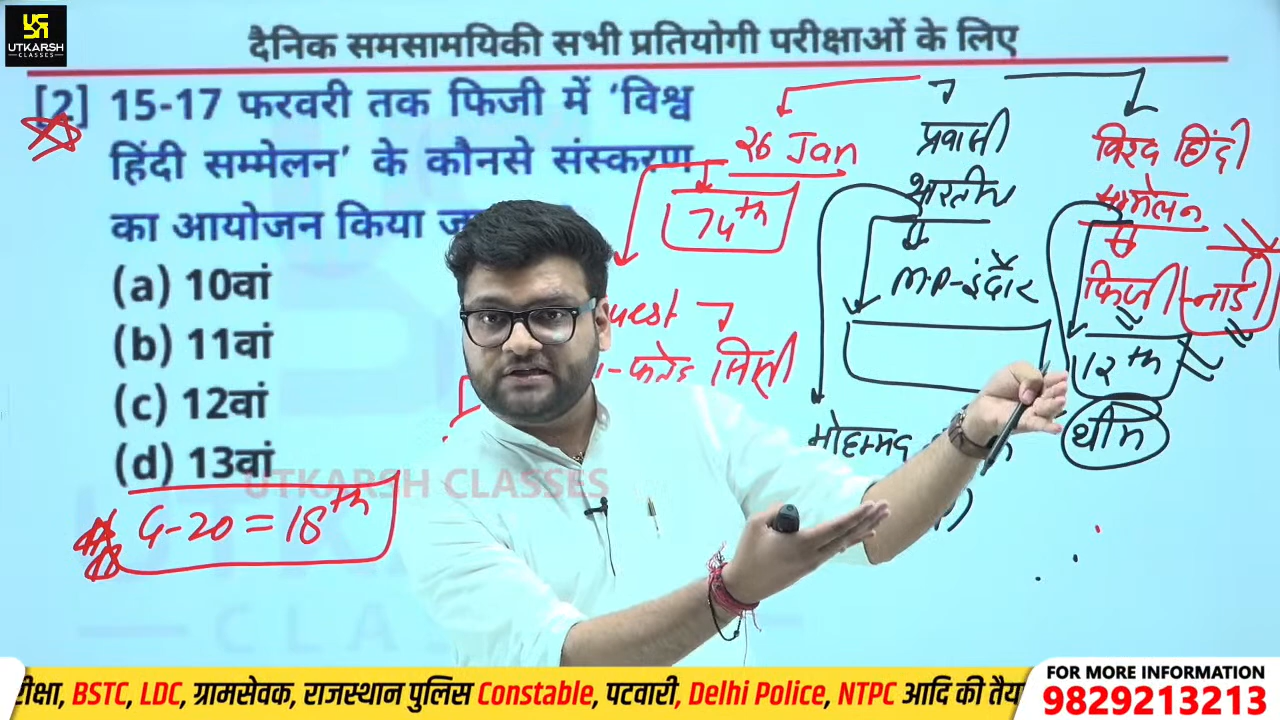 UTKARSH
CLASSES
दैनिक समसामयिकी सभी प्रतियोगी परीक्षाओं के लिए
[2] 15-17 फरवरी तक फिजी में ‘विश्व
हिंदी सम्मेलन’ के कौनसे संस्करण
का आयोजन किया
(a) 10वां
(b) 11वां
(c) 12वां
(d) 13वां
G-20 = 18th
26 Jan
74th
प्रवासी
भारतीय
M.P-इंदौर
मोहम्मद
विश्व हिंदी
सम्मेलन
फिजी (नाडी)
12th
थीम
UTKARSH CLASSES
BSTC, LDC, ग्रामसेवक, राजस्थान पुलिस Constable, पटवारी, Delhi Police, NTPC आदि की
FOR MORE INFORMATION
9829213213